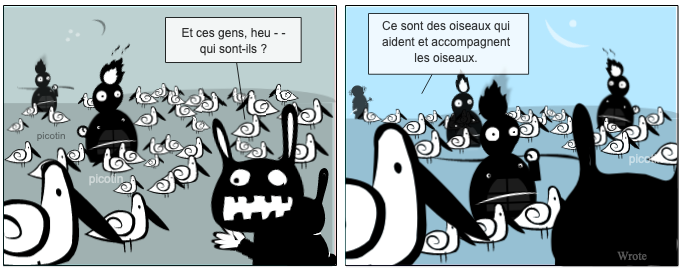 Et ces gens, heu - -
qui sont-ils ?
picotin
picotin
Ce sont des oiseaux qui
aident et accompagnent
les oiseaux.
Wrote